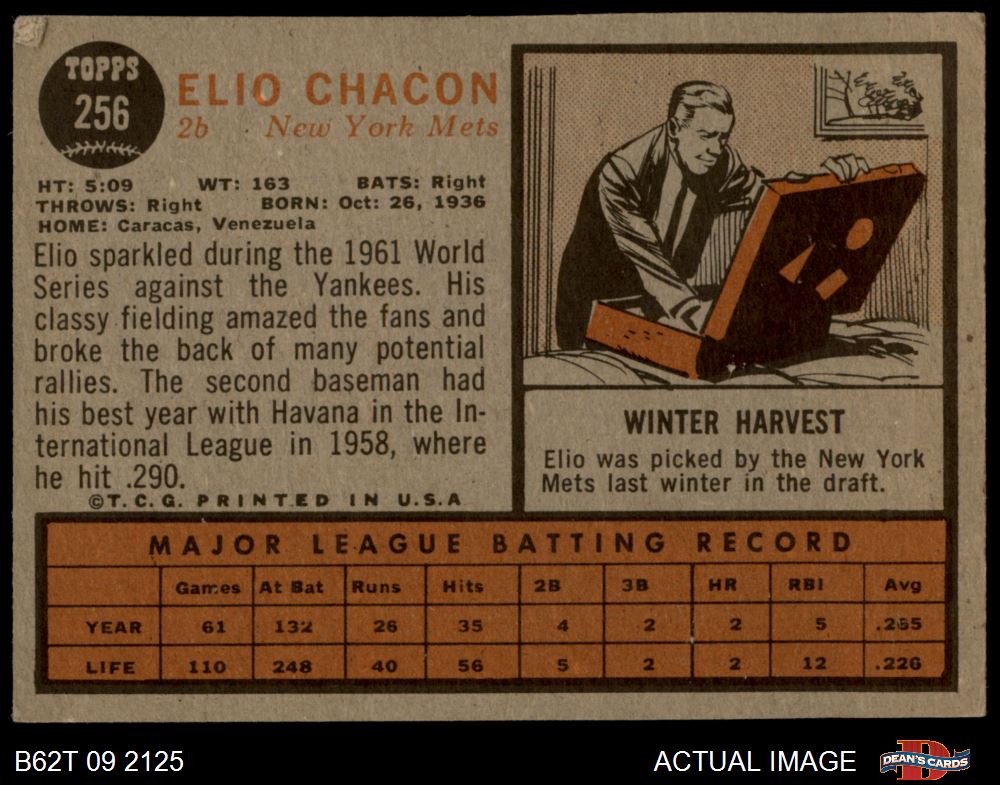 TOPPS
256
ELIO CHACON
2b New York Mets
HT: 5:09 WT: 163 BATS: Right
THROWS: Right BORN: Oct: 26, 1936
HOME: Caracas, Venezuela
Elio sparkled during the 1961 World
Series against the Yankees. His
classy fielding amazed the fans and
broke the back of many potential
rallies. The second baseman had
his best year with Havana in the In-
ternational League in 1958, where
he hit .290.
©T.C.G. PRINTED IN U.S.A
WINTER HARVEST
Elio was picked by the New York
Mets last winter in the draft.
MAJOR LEAGUE BATTING RECORD
Games At Bat Runs Hits 2B 3B HR RBI Avg
YEAR 61 132 26 35 4 2 2 5 .265
LIFE 110 248 40 56 5 2 2 12 .226
B62T 09 2125 ACTUAL IMAGE DEAN'S CARDS